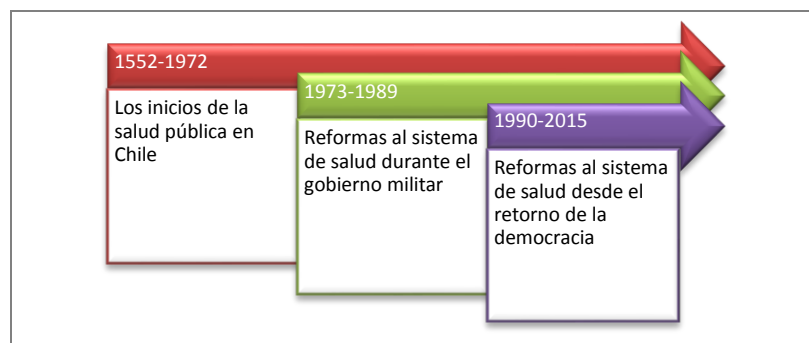 1552-1972
Los inicios de la
salud pública en
Chile
1973-1989
Reformas al sistema
de salud durante el
gobierno militar
1990-2015
Reformas al sistema
de salud desde el
retorno de la
democracia